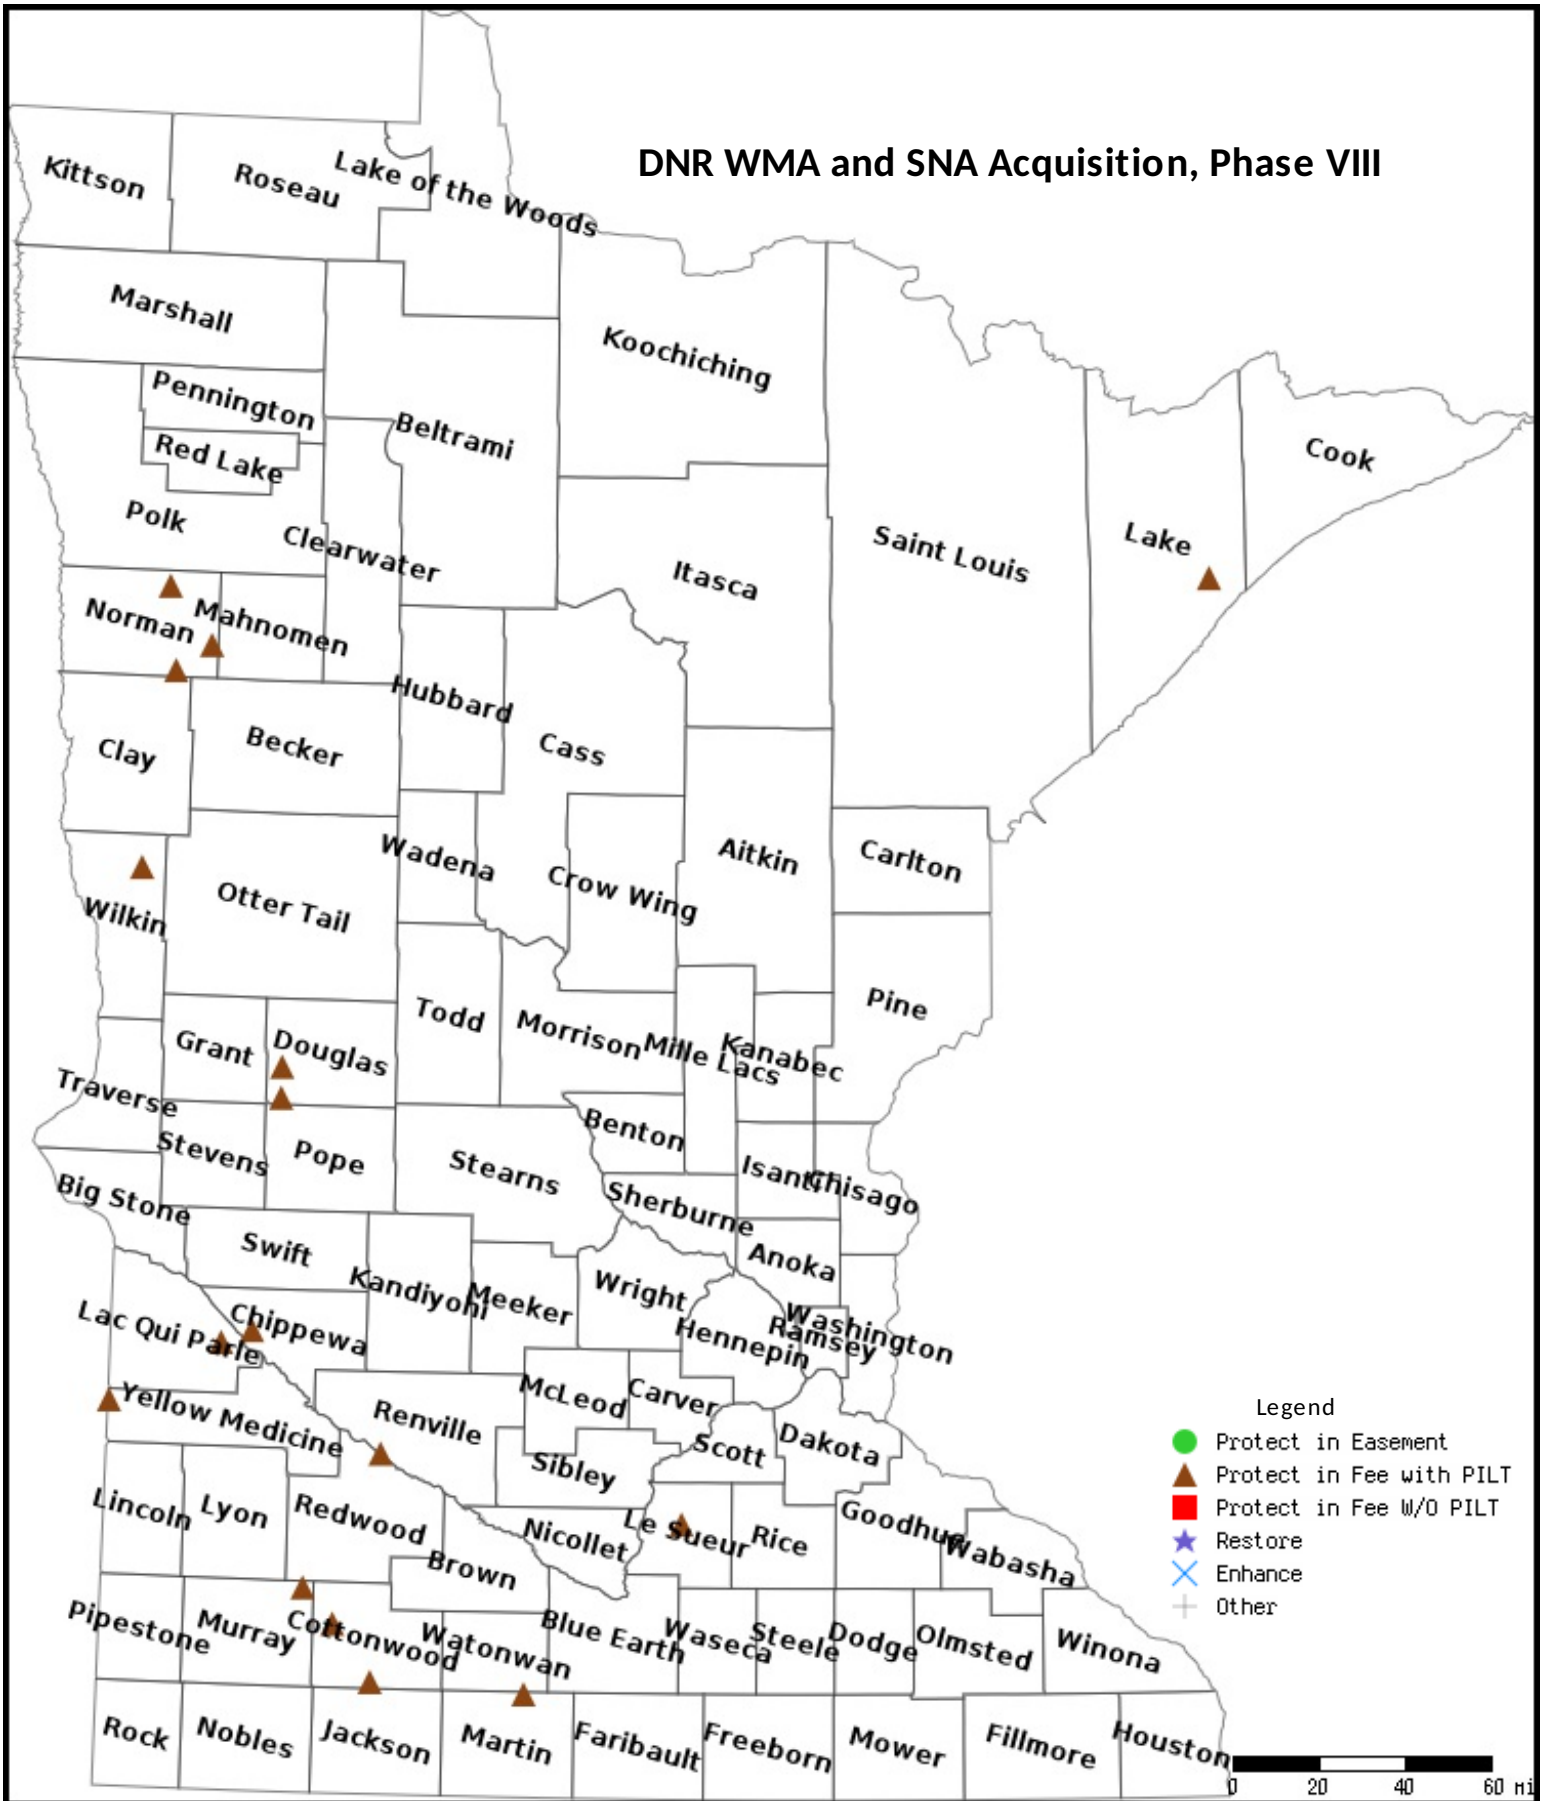 DNR WMA and SNA Acquisition, Phase VIII
Kittson
Roseau
Lake of the Woods
Marshall
Koochiching
Pennington
Beltrami
Red Lake
Cook
Polk
Clearwater
Saint Louis
Lake
Itasca
Norman
Mahnomen
Hubbard
Clay
Becker
Cass
Wadena
Aitkin
Carlton
Crow Wing
Otter Tail
Wilkin
Pine
Todd
Morrison
Mille Lacs
Kanabec
Grant
Douglas
Traverse
Benton
Stevens
Pope
Stearns
Isanti
Chisago
Big Stone
Sherburne
Swift
Anoka
Kandiyohi
Meeker
Wright
Lac Qui Parle
Chippewa
Washington
Ramsey
Hennepin
Yellow Medicine
McLeod
Carver
Renville
Scott
Dakota
Sibley
Lincoln
Lyon
Redwood
Nicollet
Le Sueur
Rice
Goodhue
Wabasha
Brown
Pipestone
Murray
Cottonwood
Watonwan
Blue Earth
Waseca
Steele
Dodge
Olmsted
Winona
Rock
Nobles
Jackson
Martin
Faribault
Freeborn
Mower
Fillmore
Houston
Legend
Protect in Easement
Protect in Fee with PILT
Protect in Fee W/O PILT
Restore
Enhance
Other
0 20 40 60 mi